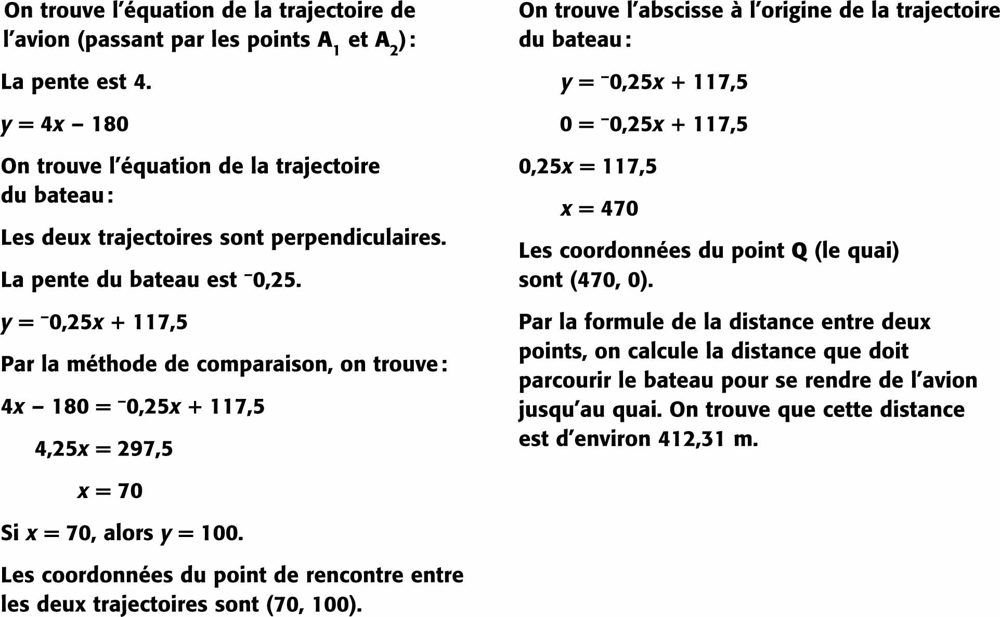 On trouve l’équation de la trajectoire de
l’avion (passant par les points A₁ et A₂) :
La pente est 4.
y = 4x – 180
On trouve l’équation de la trajectoire
du bateau :
Les deux trajectoires sont perpendiculaires.
La pente du bateau est ⁻0,25.
y = ⁻0,25x + 117,5
Par la méthode de comparaison, on trouve :
4x – 180 = ⁻0,25x + 117,5
4,25x = 297,5
x = 70
Si x = 70, alors y = 100.
Les coordonnées du point de rencontre entre
les deux trajectoires sont (70, 100).
On trouve l’abscisse à l’origine de la trajectoire
du bateau :
y = ⁻0,25x + 117,5
0 = ⁻0,25x + 117,5
0,25x = 117,5
x = 470
Les coordonnées du point Q (le quai)
sont (470, 0).
Par la formule de la distance entre deux
points, on calcule la distance que doit
parcourir le bateau pour se rendre de l’avion
jusqu’au quai. On trouve que cette distance
est d’environ 412,31 m.